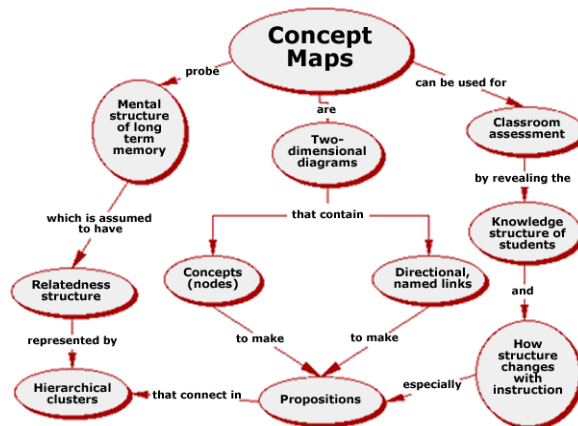 Concept
Maps
probe
are
can be used for
Mental
structure
of long
term
memory
Two-
dimensional
diagrams
Classroom
assessment
by revealing the
which is assumed
to have
that contain
Knowledge
structure of
students
Relatedness
structure
Concepts
(nodes)
Directional,
named links
and
represented by
to make
to make
How
structure
changes
with
instruction
Hierarchical
clusters
that connect in
Propositions
especially